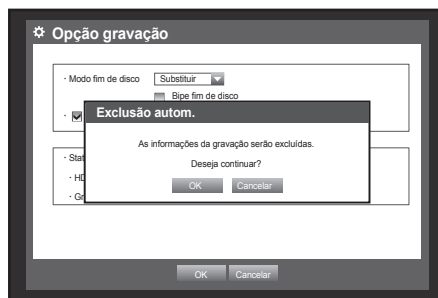 Opção gravação
· Modo fim de disco Substituir
Bipe fim de disco
Exclusão autom.
As informações da gravação serão excluídas.
Deseja continuar?
OK Cancelar
OK Cancelar